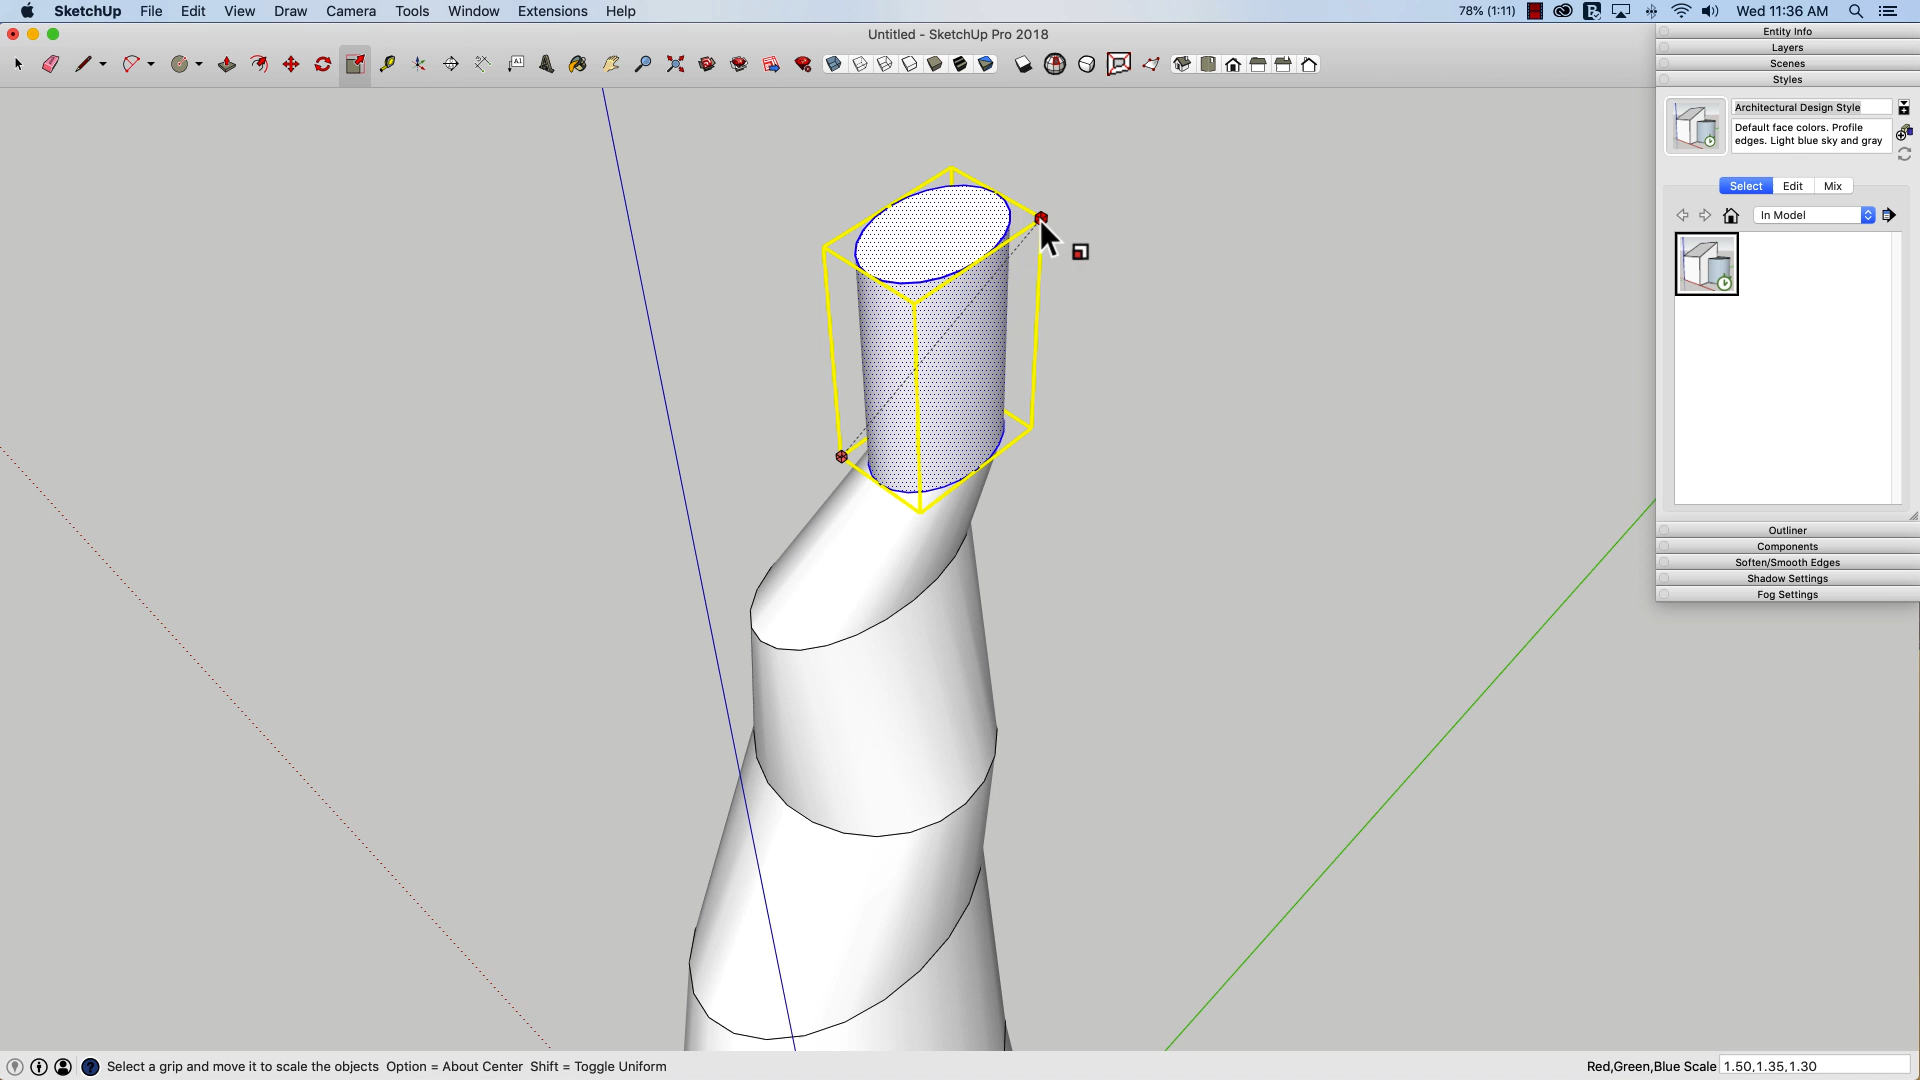 SketchUp File Edit View Draw Camera Tools Window Extensions Help 78% (1:11) Wed 11:36 AM
Untitled - SketchUp Pro 2018
Entity Info
Layers
Scenes
Styles
Architectural Design Style
Default face colors. Profile
edges. Light blue sky and gray
Select Edit Mix
In Model
Outliner
Components
Soften/Smooth Edges
Shadow Settings
Fog Settings
Select a grip and move it to scale the objects Option = About Center Shift = Toggle Uniform Red,Green,Blue Scale 1.50,1.35,1.30